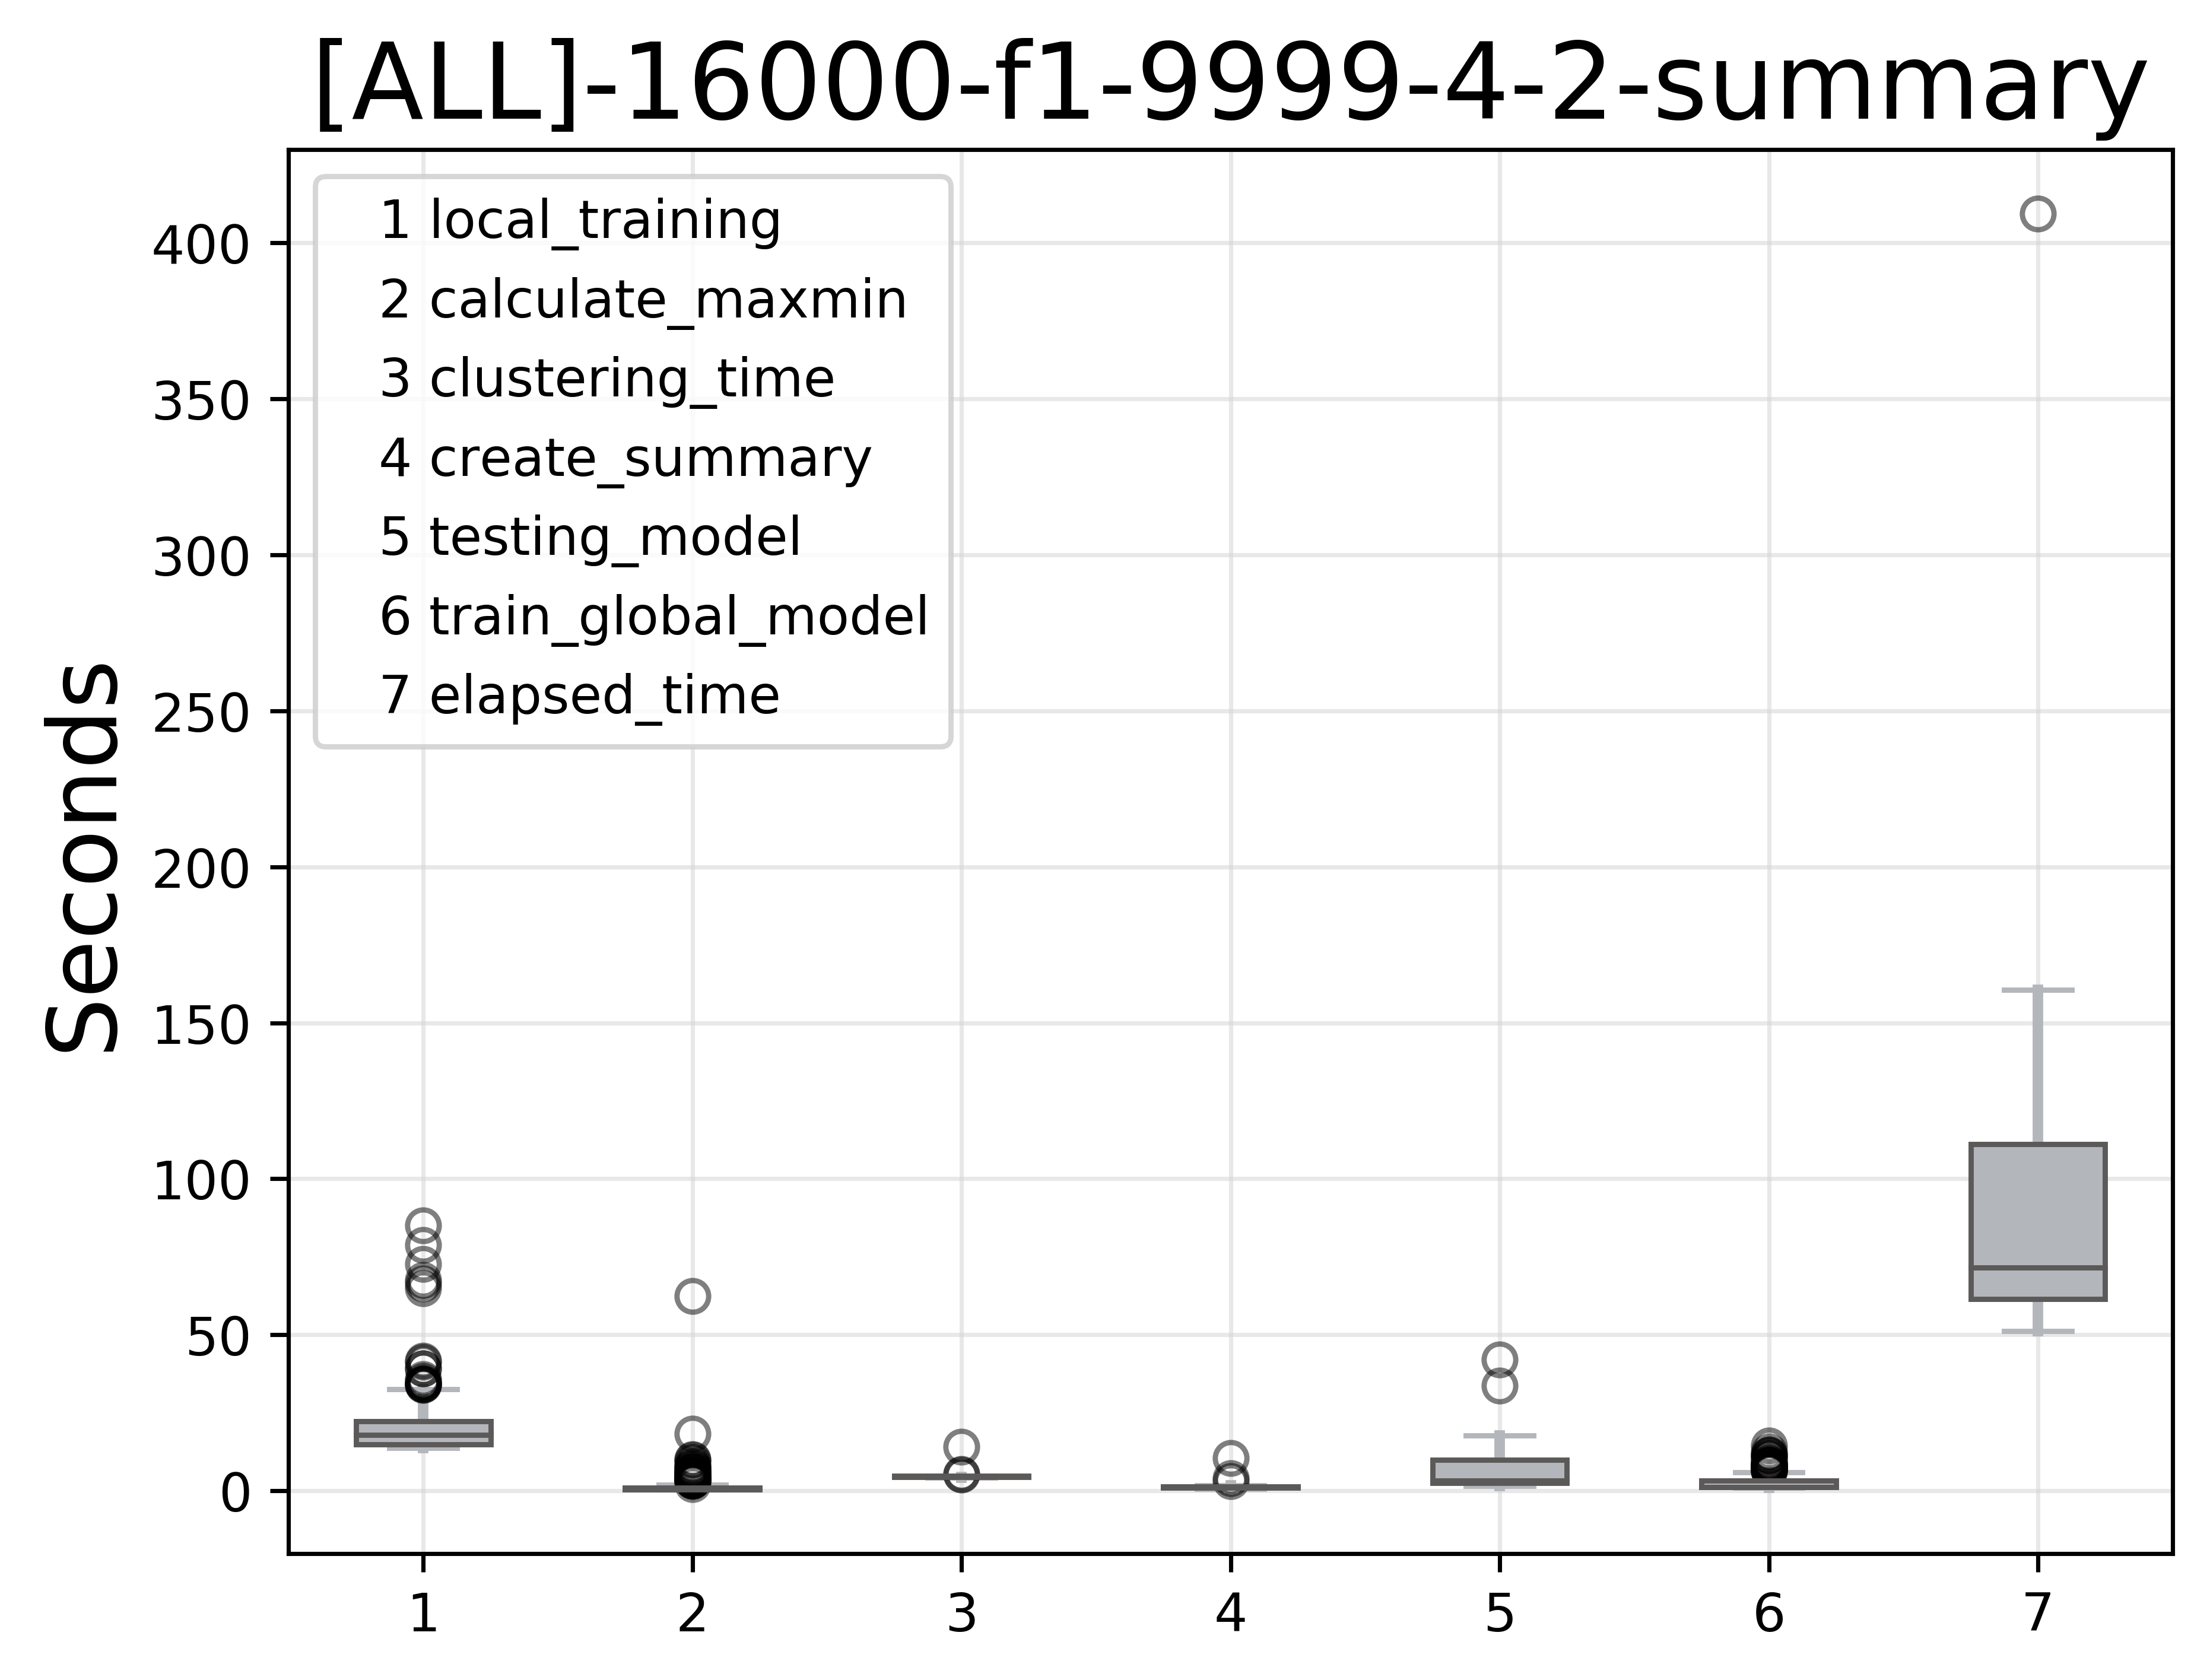 [ALL]-16000-f1-9999-4-2-summary
1 local_training
2 calculate_maxmin
3 clustering_time
4 create_summary
5 testing_model
6 train_global_model
7 elapsed_time
Seconds
400
350
300
250
200
150
100
50
0
1 2 3 4 5 6 7